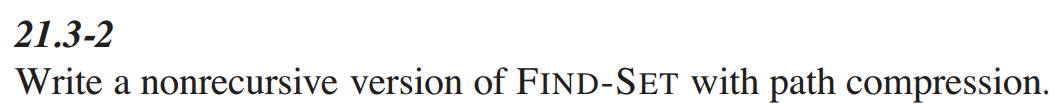 21.3-2
Write a nonrecursive version of FIND-SET with path compression.